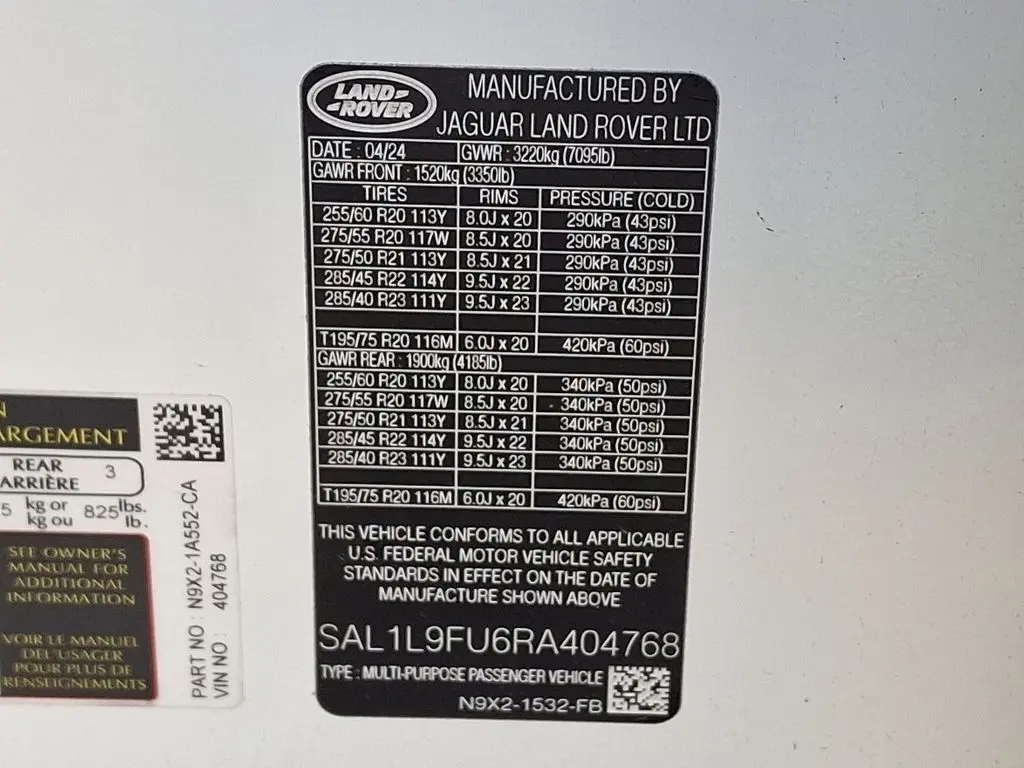 LAND-
-ROVER
MANUFACTURED BY
JAGUAR LAND ROVER LTD
DATE : 04/24 GVWR : 3220kg (7095lb)
GAWR FRONT : 1520kg (3350lb)
TIRES RIMS PRESSURE (COLD)
255/60 R20 113Y 8.0J x 20 290kPa (43psi)
275/55 R20 117W 8.5J x 20 290kPa (43psi)
275/50 R21 113Y 8.5J x 21 290kPa (43psi)
285/45 R22 114Y 9.5J x 22 290kPa (43psi)
285/40 R23 111Y 9.5J x 23 290kPa (43psi)
T195/75 R20 116M 6.0J x 20 420kPa (60psi)
GAWR REAR : 1900kg (4185lb)
255/60 R20 113Y 8.0J x 20 340kPa (50psi)
275/55 R20 117W 8.5J x 20 340kPa (50psi)
275/50 R21 113Y 8.5J x 21 340kPa (50psi)
285/45 R22 114Y 9.5J x 22 340kPa (50psi)
285/40 R23 111Y 9.5J x 23 340kPa (50psi)
T195/75 R20 116M 6.0J x 20 420kPa (60psi)
THIS VEHICLE CONFORMS TO ALL APPLICABLE
U.S. FEDERAL MOTOR VEHICLE SAFETY
STANDARDS IN EFFECT ON THE DATE OF
MANUFACTURE SHOWN ABOVE
SAL1L9FU6RA404768
TYPE : MULTI-PURPOSE PASSENGER VEHICLE
N9X2-1532-FB
N
ARGEMENT
REAR 3
ARRIÈRE
5 kg or 825 lbs.
kg ou lb.
SEE OWNER'S
MANUAL FOR
ADDITIONAL
INFORMATION
VOIR LE MANUEL
DE L'USAGER
POUR PLUS DE
RENSEIGNEMENTS
PART NO : N9X2-1A552-CA
VIN NO : 404768